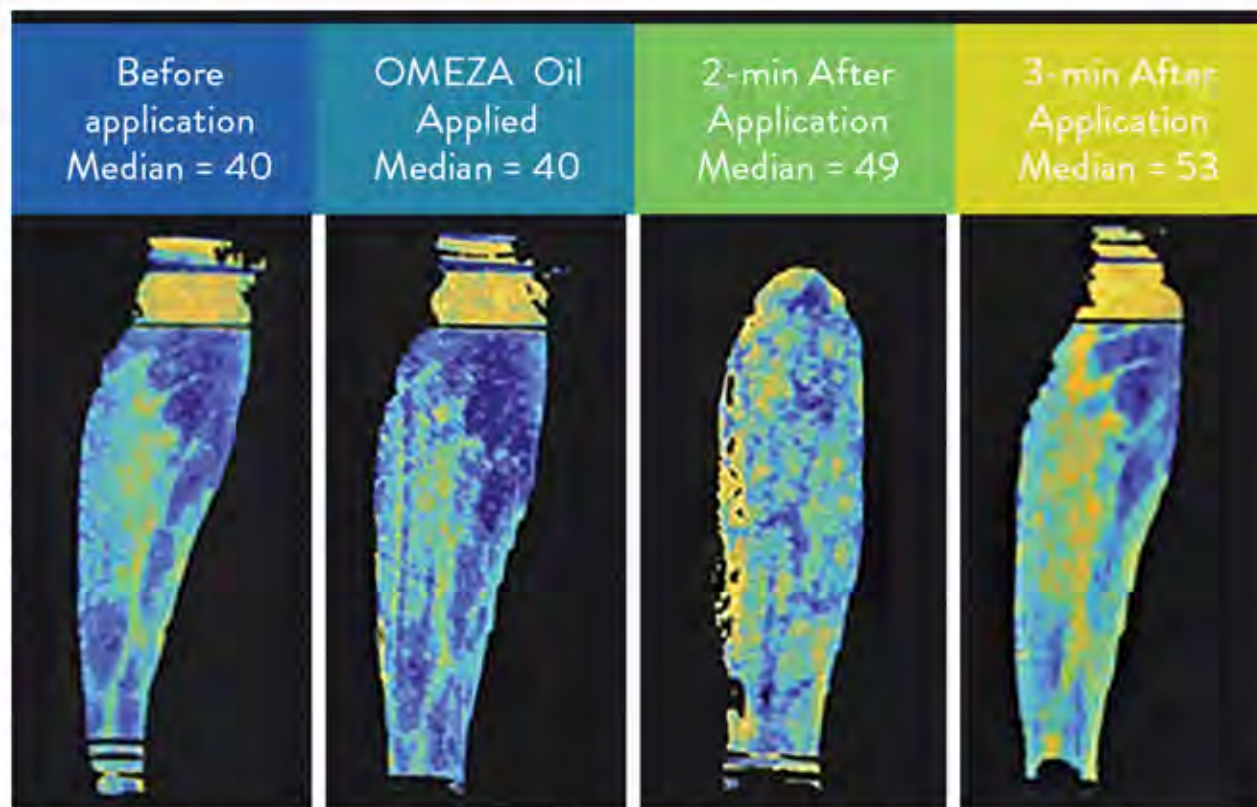 Before
application
Median = 40
OMEZA Oil
Applied
Median = 40
2-min After
Application
Median = 49
3-min After
Application
Median = 53